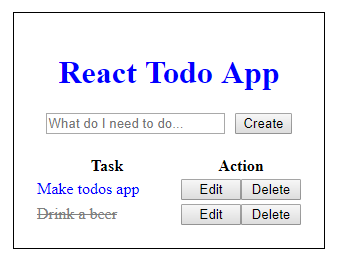 React Todo App
What do I need to do... Create
Task Action
Make todos app Edit Delete
Drink a beer Edit Delete